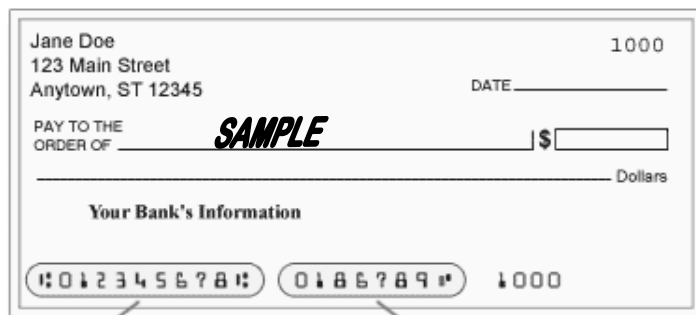 Jane Doe
1000
123 Main Street
Anytown, ST 12345
DATE
PAY TO THE
ORDER OF
SAMPLE
$
Dollars
Your Bank's Information
⑆012345678⑆ 0186789⑈ 1000